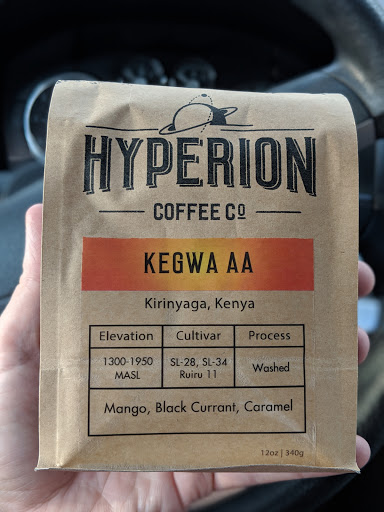 HYPERION
COFFEE CO
KEGWA AA
Kirinyaga, Kenya
Elevation Cultivar Process
1300-1950 SL-28, SL-34 Washed
MASL Ruiru 11
Mango, Black Currant, Caramel
12oz | 340g